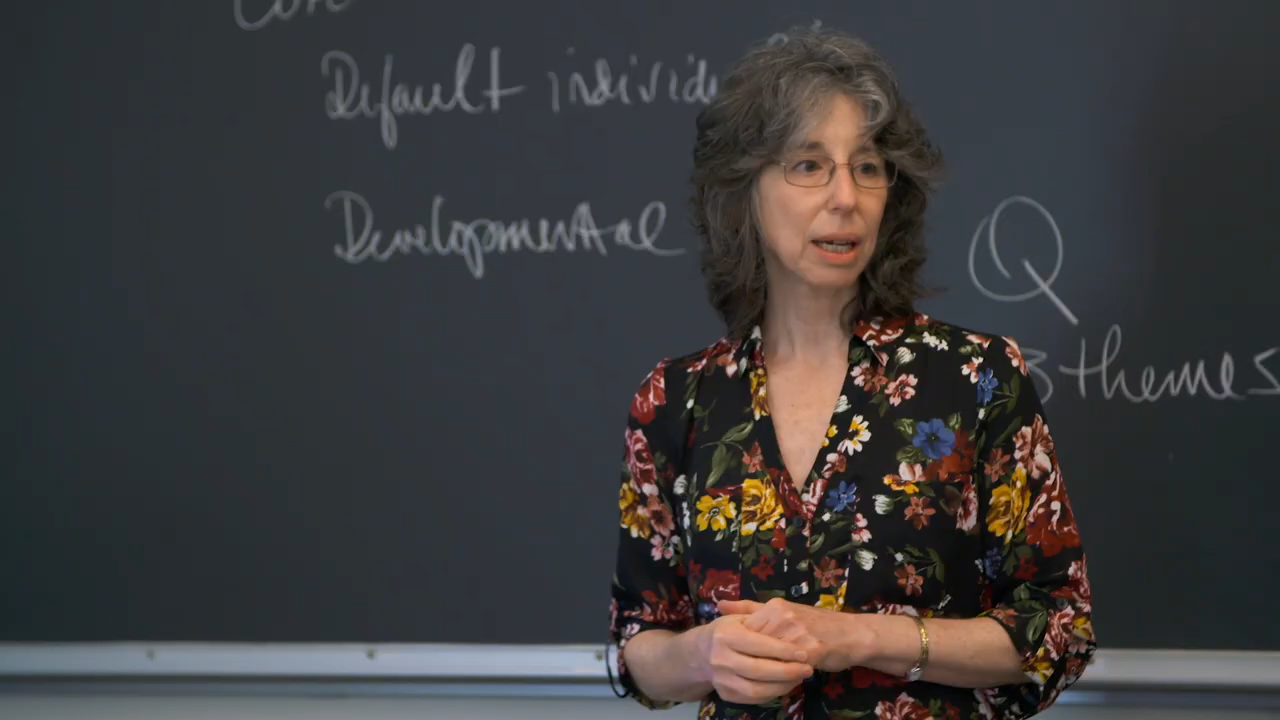 Default individ
Developmental
Q
3 themes